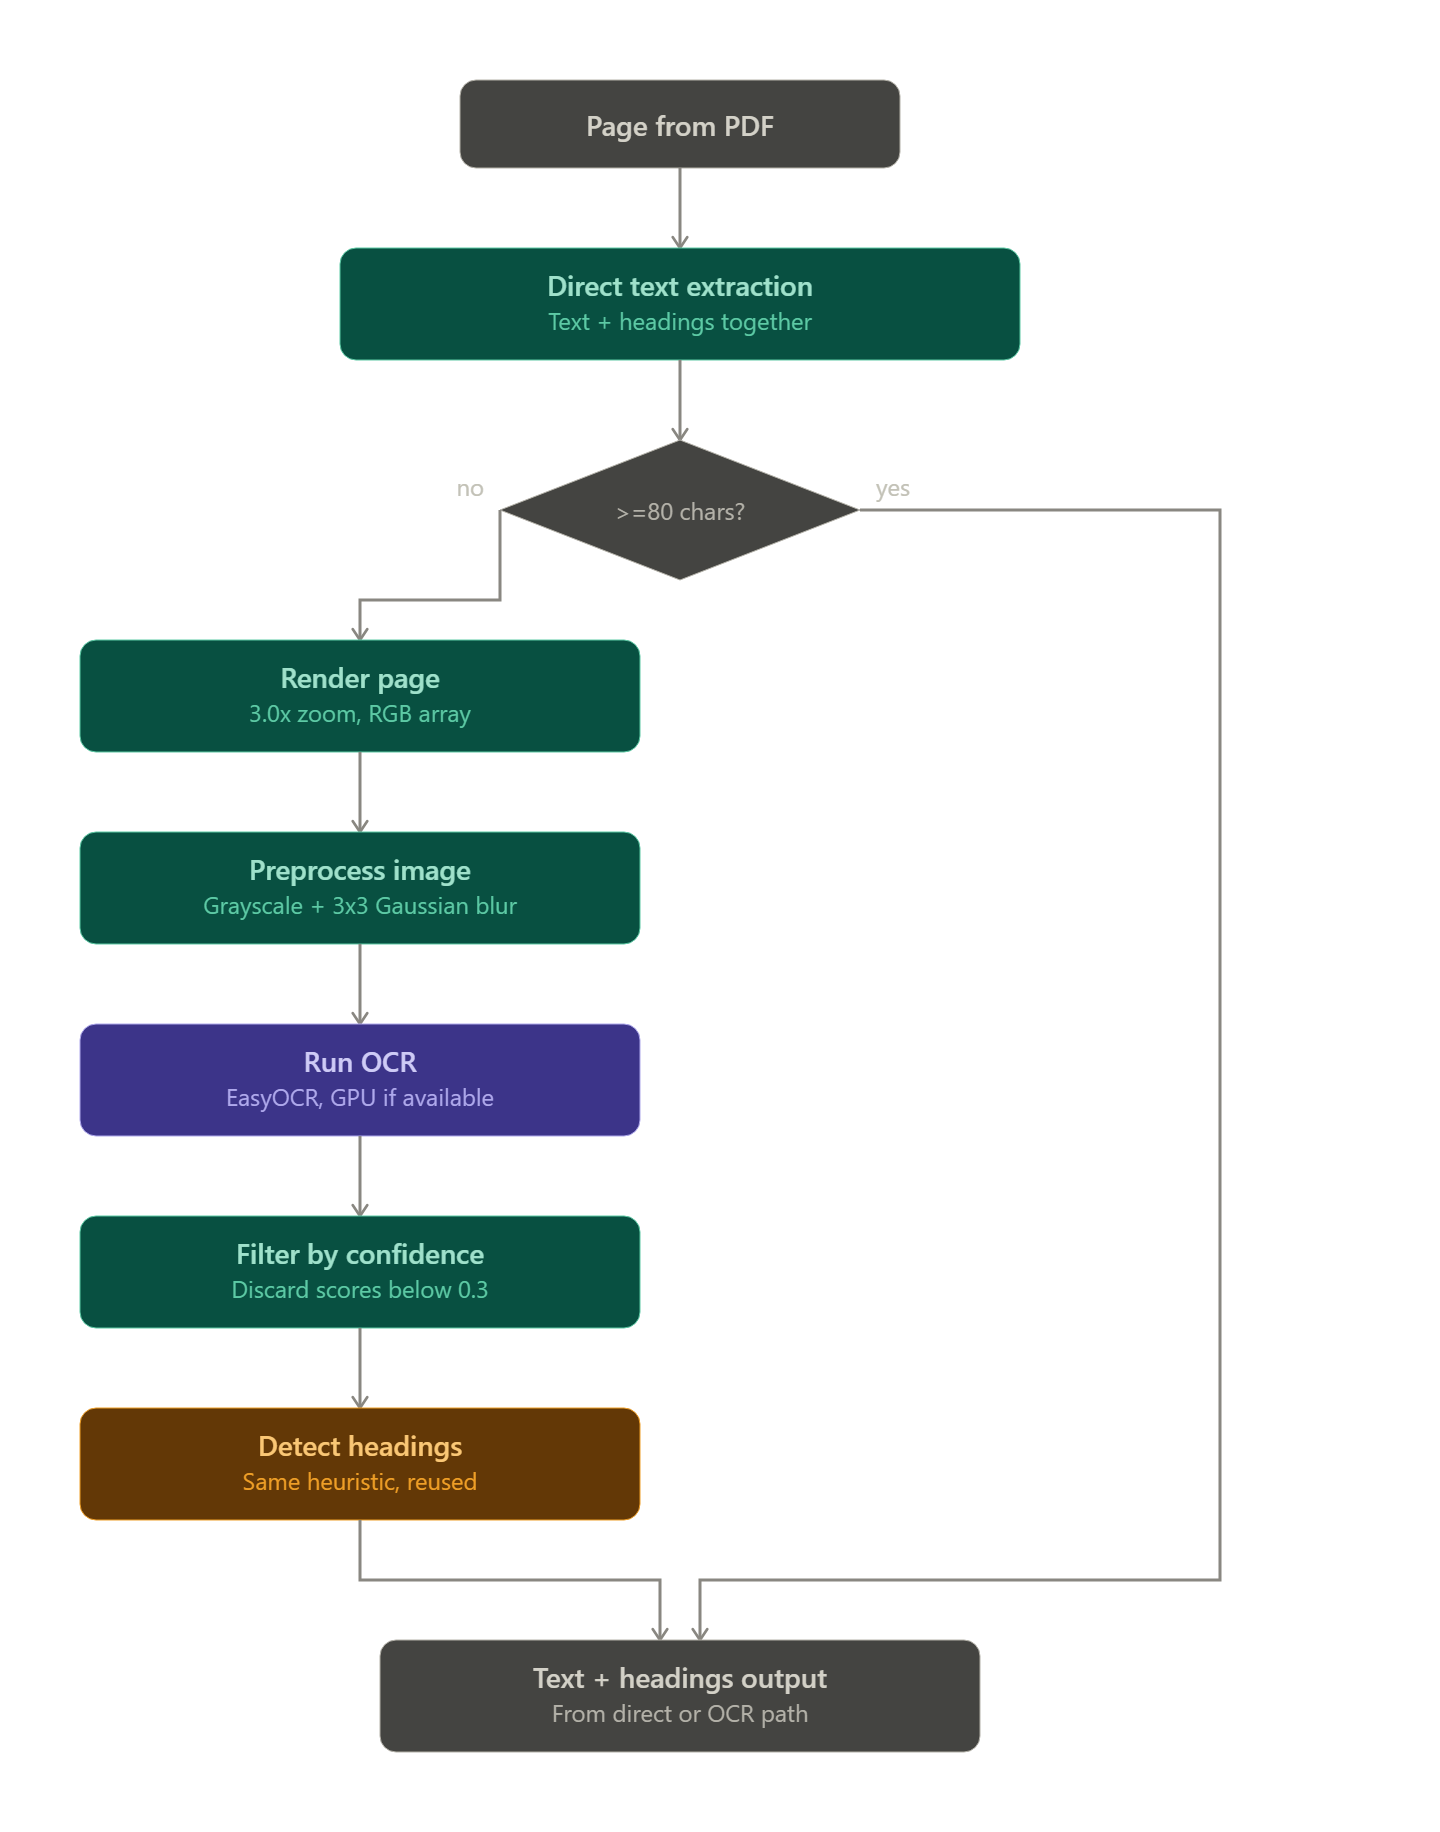 Page from PDF
Direct text extraction
Text + headings together
>=80 chars?
no
yes
Render page
3.0x zoom, RGB array
Preprocess image
Grayscale + 3x3 Gaussian blur
Run OCR
EasyOCR, GPU if available
Filter by confidence
Discard scores below 0.3
Detect headings
Same heuristic, reused
Text + headings output
From direct or OCR path